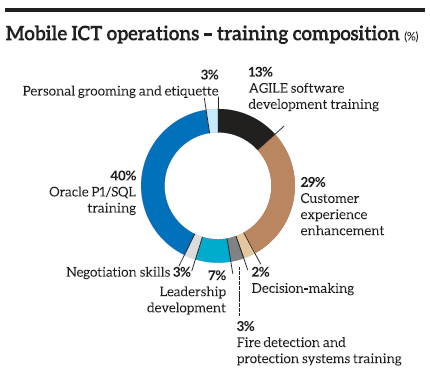 Mobile ICT operations – training composition (%)
3%
Personal grooming and etiquette
13%
AGILE software
development training
40%
Oracle P1/SQL
training
29%
Customer
experience
enhancement
Negotiation skills 3%
7%
Leadership
development
2%
Decision-making
3%
Fire detection and
protection systems training